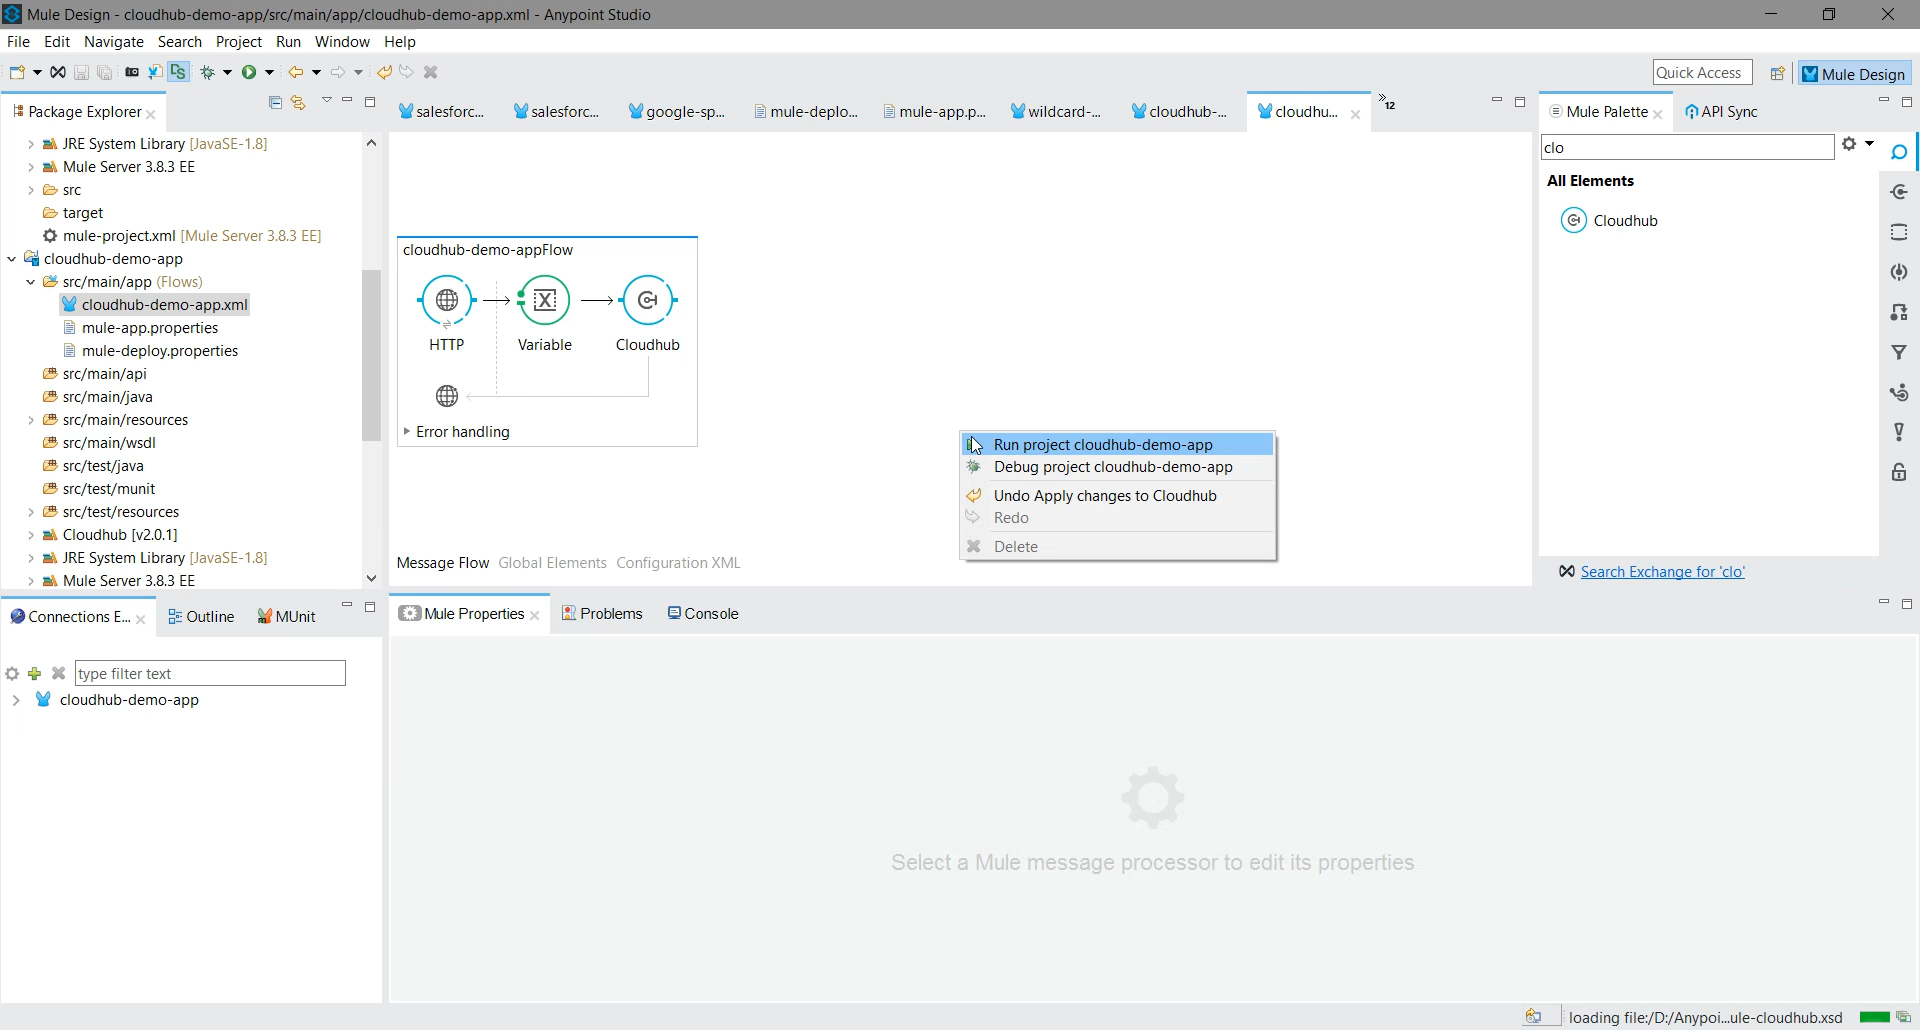 Mule Design - cloudhub-demo-app/src/main/app/cloudhub-demo-app.xml - Anypoint Studio
File Edit Navigate Search Project Run Window Help
Quick Access
Mule Design
Package Explorer
salesforc...
salesforc...
google-sp...
mule-deplo...
mule-app.p...
wildcard-...
cloudhub-...
cloudhu...
»12
Mule Palette
API Sync
JRE System Library [JavaSE-1.8]
Mule Server 3.8.3 EE
src
target
mule-project.xml [Mule Server 3.8.3 EE]
cloudhub-demo-app
src/main/app (Flows)
cloudhub-demo-app.xml
mule-app.properties
mule-deploy.properties
src/main/api
src/main/java
src/main/resources
src/main/wsdl
src/test/java
src/test/munit
src/test/resources
Cloudhub [v2.0.1]
JRE System Library [JavaSE-1.8]
Mule Server 3.8.3 EE
cloudhub-demo-appFlow
HTTP
Variable
Cloudhub
Error handling
Run project cloudhub-demo-app
Debug project cloudhub-demo-app
Undo Apply changes to Cloudhub
Redo
Delete
Message Flow Global Elements Configuration XML
clo
All Elements
Cloudhub
Search Exchange for 'clo'
Connections E...
Outline
MUnit
type filter text
cloudhub-demo-app
Mule Properties
Problems
Console
Select a Mule message processor to edit its properties
loading file:/D:/Anypoi...ule-cloudhub.xsd